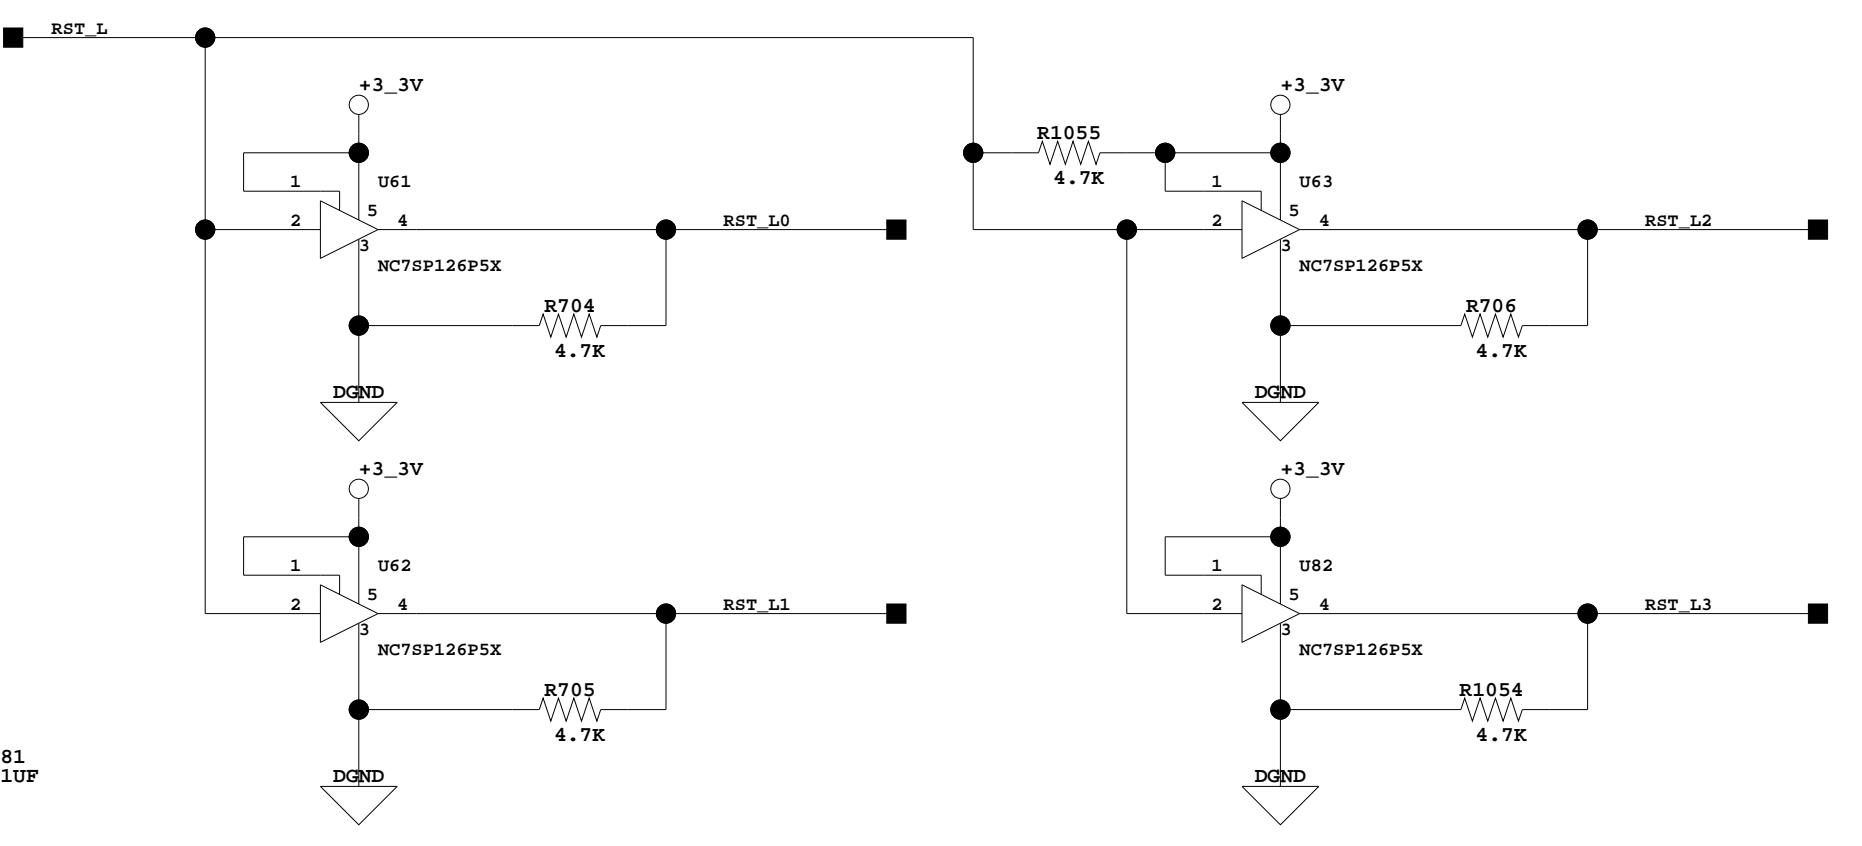 RST_L
+3_3V
+3_3V
R1055
4.7K
1
U61
1
U63
5
5
2
4
RST_L0
2
4
RST_L2
3
3
NC7SP126P5X
NC7SP126P5X
R704
R706
4.7K
4.7K
DGND
DGND
+3_3V
+3_3V
1
U62
1
U82
5
5
2
4
RST_L1
2
4
RST_L3
3
3
NC7SP126P5X
NC7SP126P5X
R705
R1054
4.7K
4.7K
81
1UF
DGND
DGND